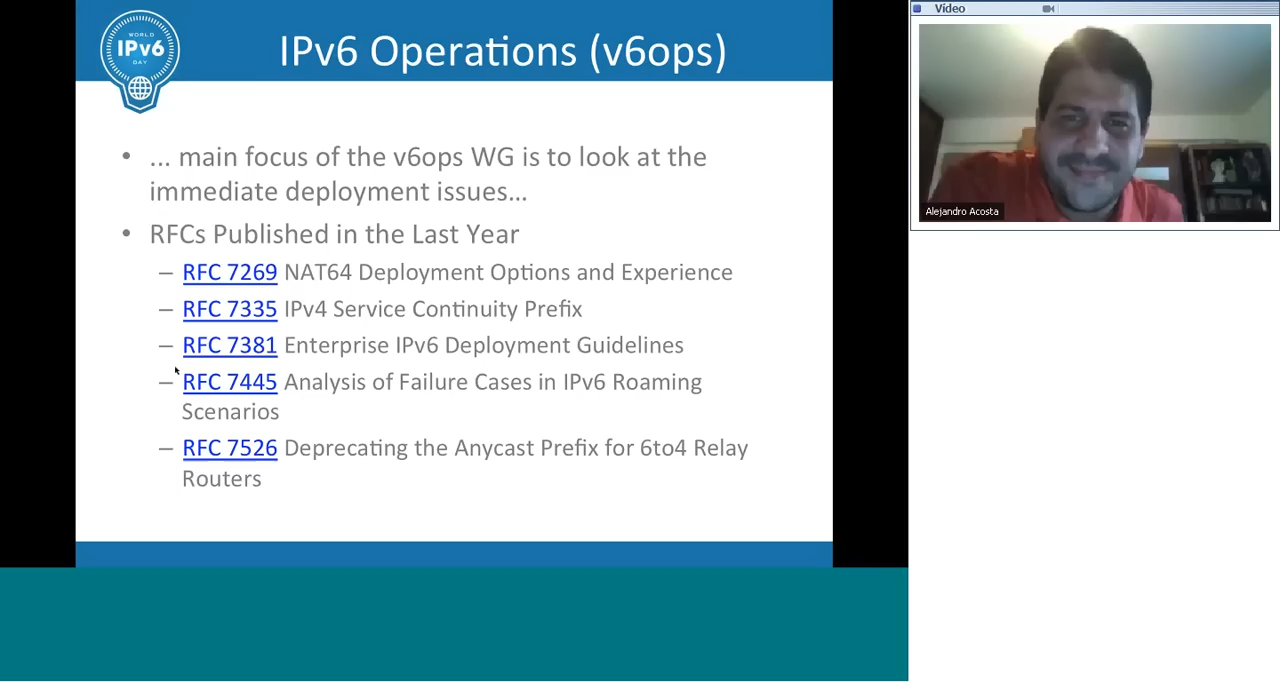 WORLD
IPv6
DAY
IPv6 Operations (v6ops)
• ... main focus of the v6ops WG is to look at the
immediate deployment issues...
• RFCs Published in the Last Year
– RFC 7269 NAT64 Deployment Options and Experience
– RFC 7335 IPv4 Service Continuity Prefix
– RFC 7381 Enterprise IPv6 Deployment Guidelines
– RFC 7445 Analysis of Failure Cases in IPv6 Roaming
Scenarios
– RFC 7526 Deprecating the Anycast Prefix for 6to4 Relay
Routers
Vídeo
Alejandro Acosta